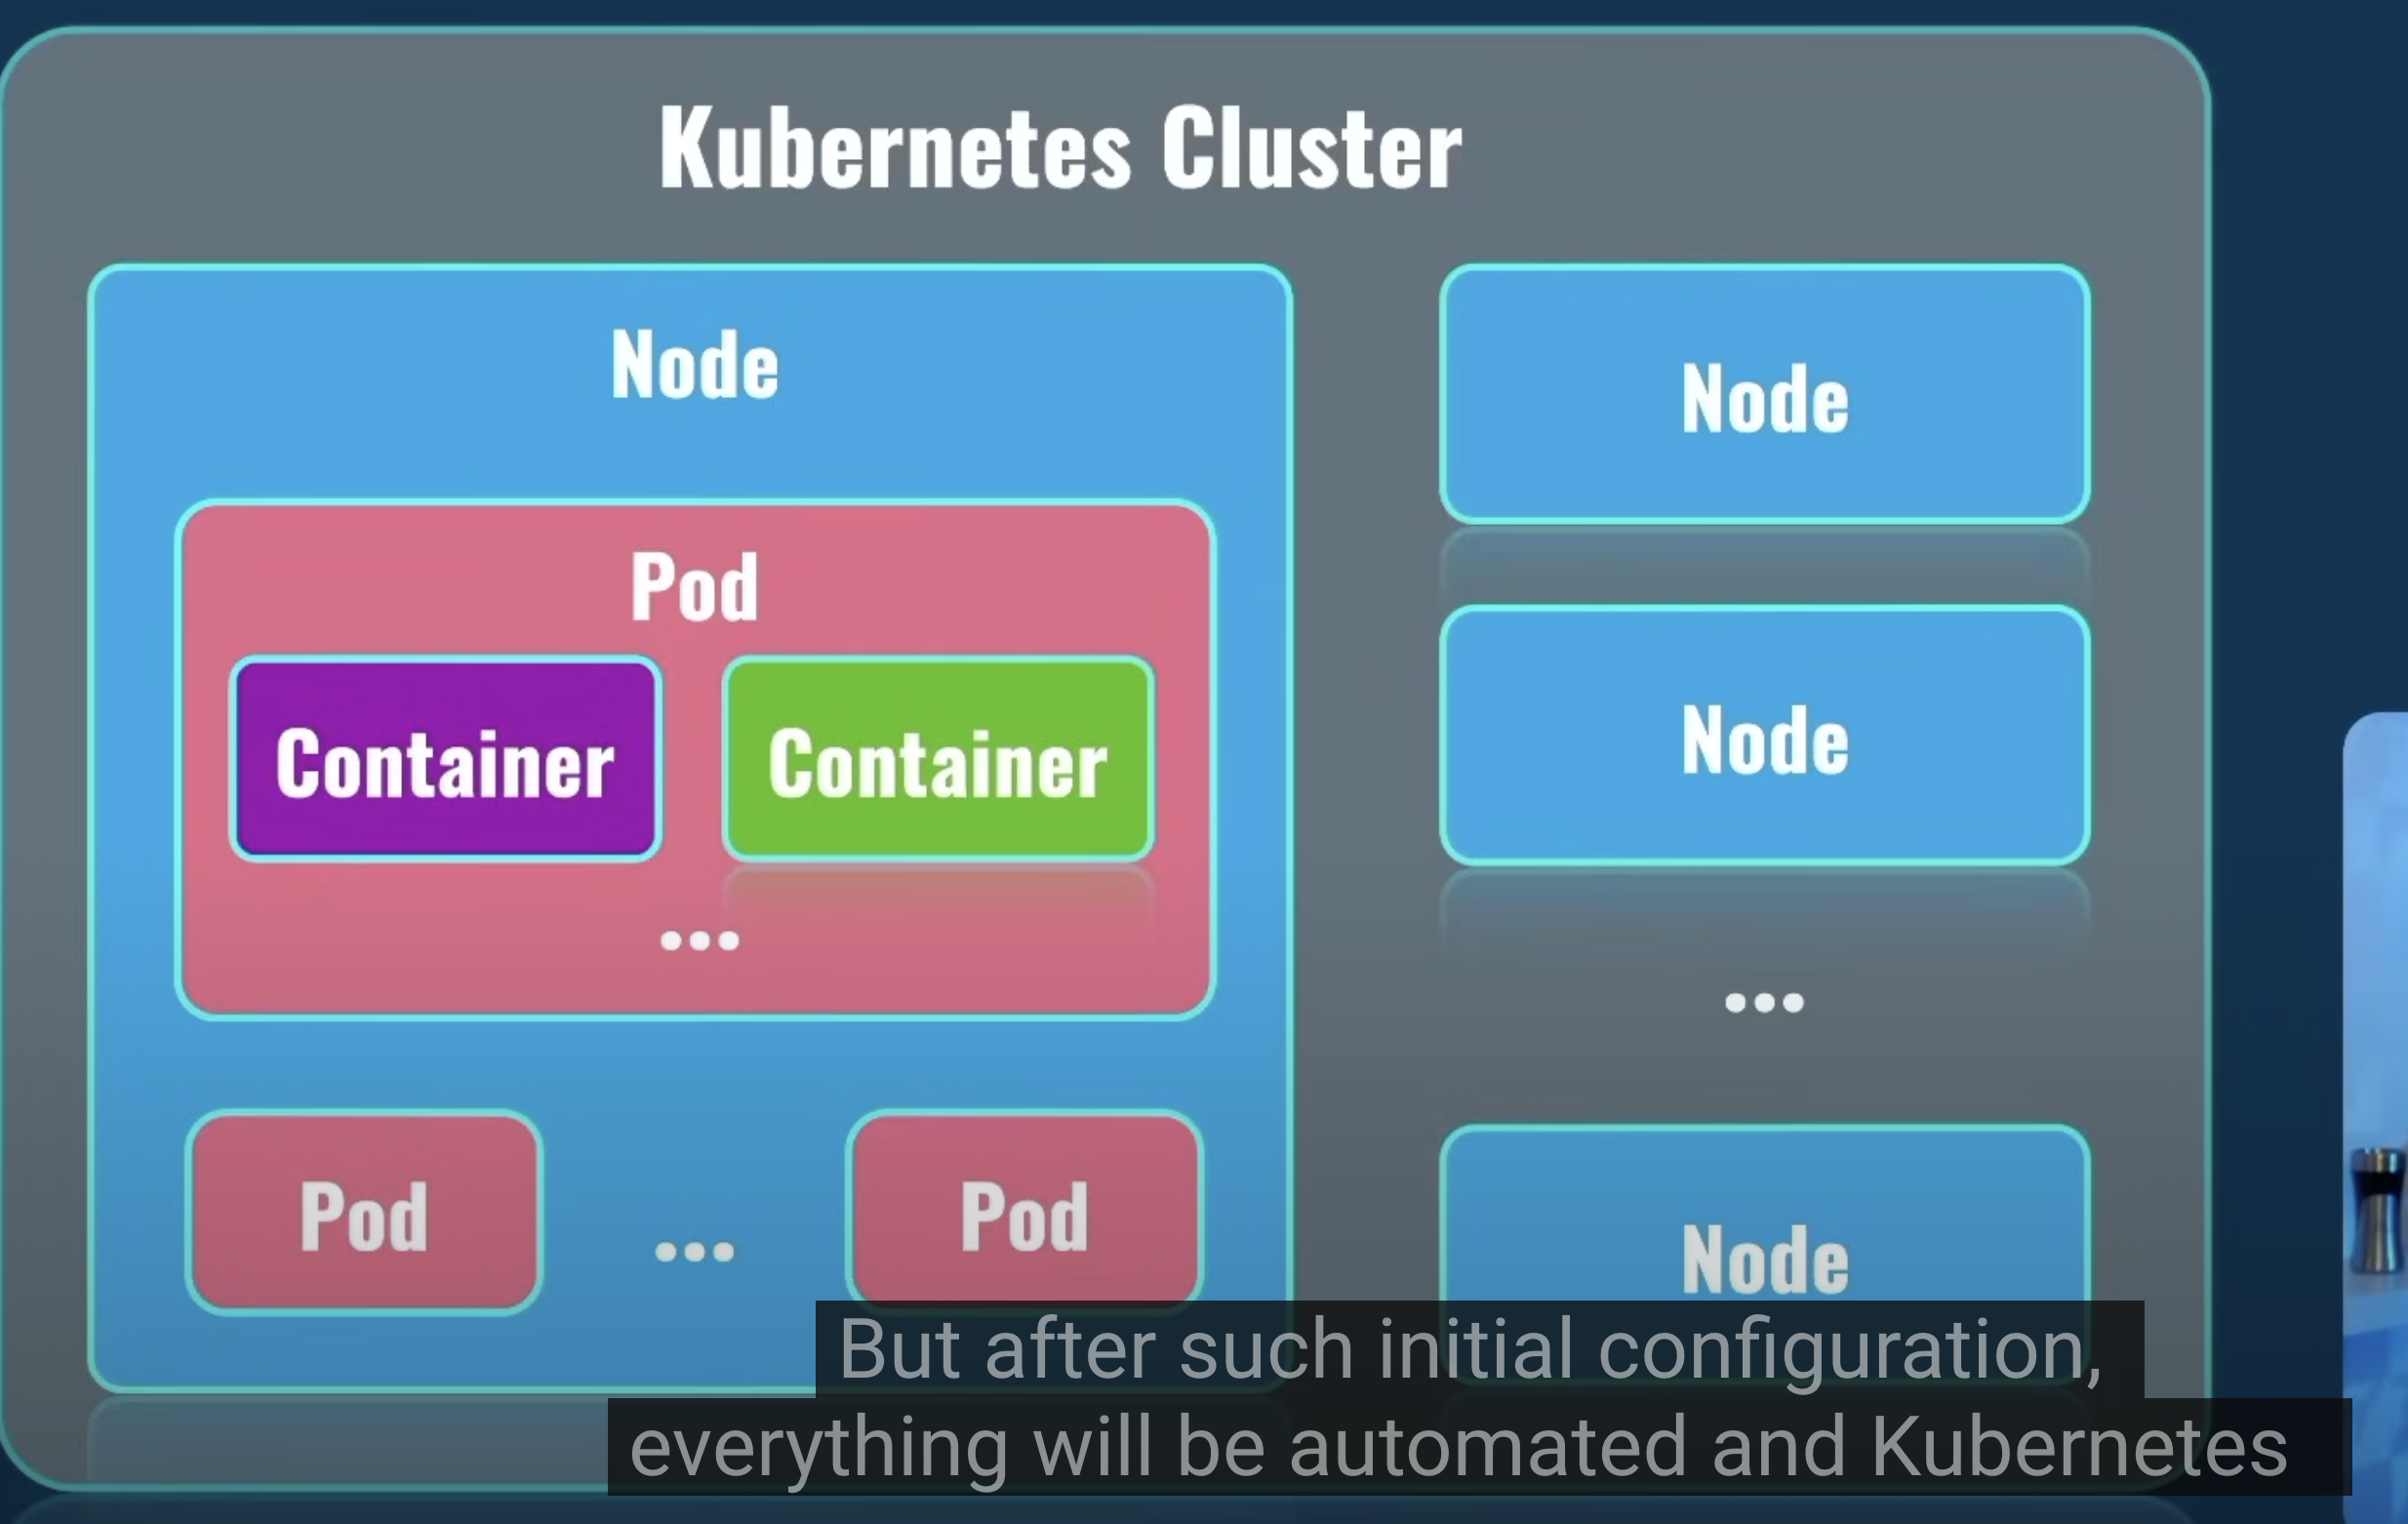 Kubernetes Cluster
Node
Pod
Container
Container
...
Pod
...
Pod
Node
Node
...
Node
But after such initial configuration,
everything will be automated and Kubernetes